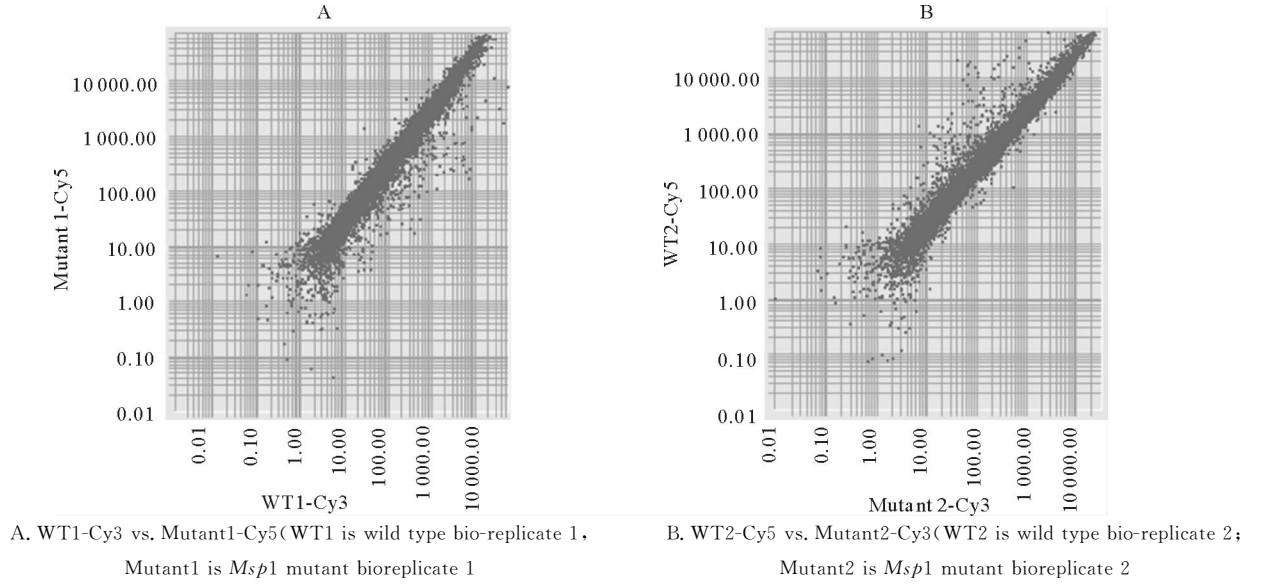 A
B
10 000.00
1 000.00
100.00
10.00
1.00
0.10
0.01
Mutant 1-Cy5
0.01
0.10
1.00
10.00
100.00
1 000.00
10 000.00
WT1-Cy3
10 000.00
1 000.00
100.00
10.00
1.00
0.10
0.01
WT2-Cy5
0.01
0.10
1.00
10.00
100.00
1 000.00
10 000.00
Mutant 2-Cy3
A. WT1-Cy3 vs. Mutant1-Cy5(WT1 is wild type bio-replicate 1,
Mutant1 is Msp1 mutant bioreplicate 1
B. WT2-Cy5 vs. Mutant2-Cy3(WT2 is wild type bio-replicate 2;
Mutant2 is Msp1 mutant bioreplicate 2